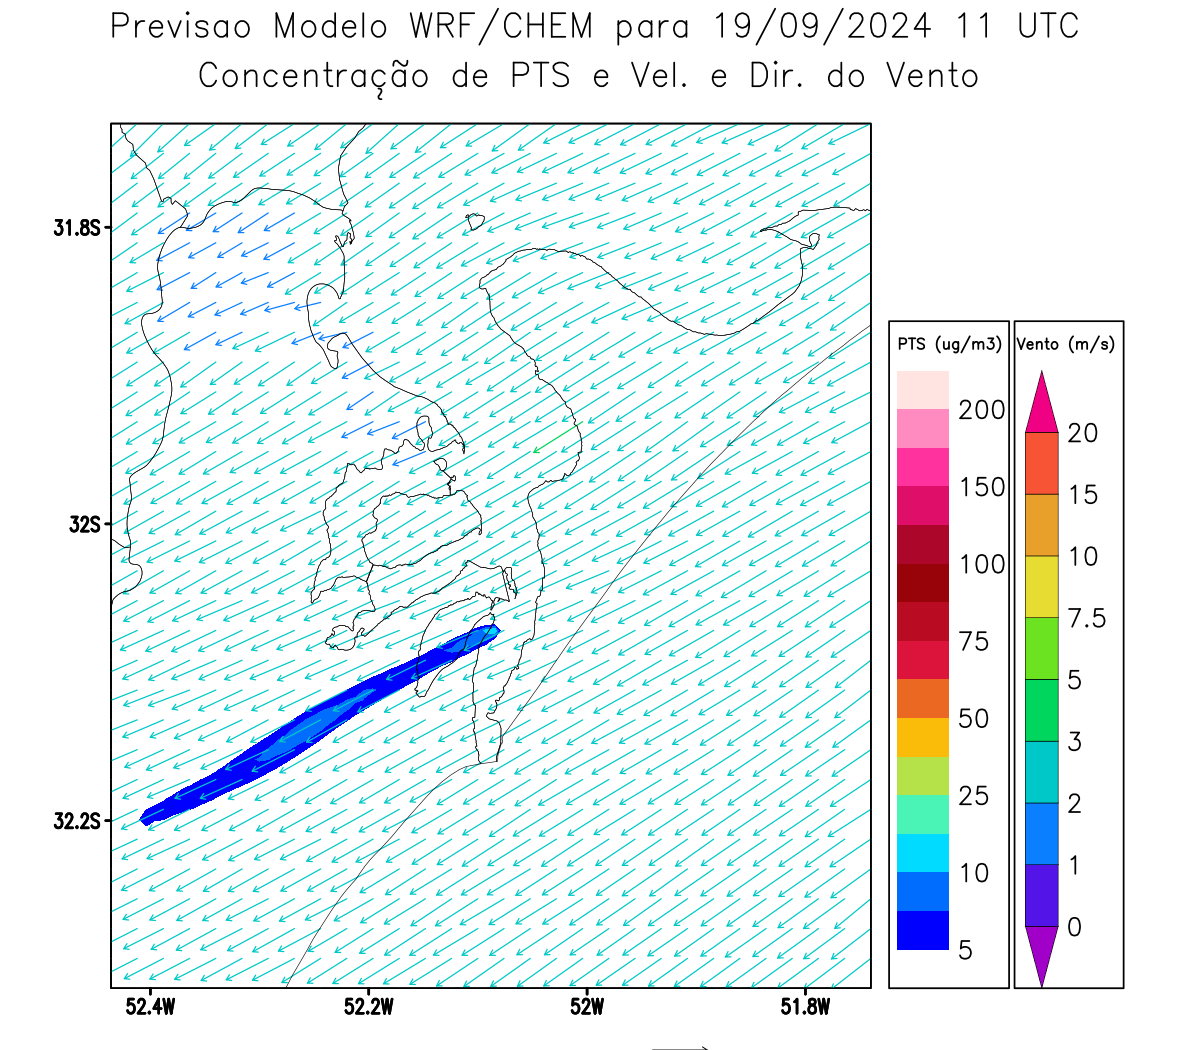 Previsao Modelo WRF/CHEM para 19/09/2024 11 UTC
Concentração de PTS e Vel. e Dir. do Vento
31.8S
32S
32.2S
52.4W
52.2W
52W
51.8W
PTS (ug/m3)
200
150
100
75
50
25
10
5
Vento (m/s)
20
15
10
7.5
5
3
2
1
0